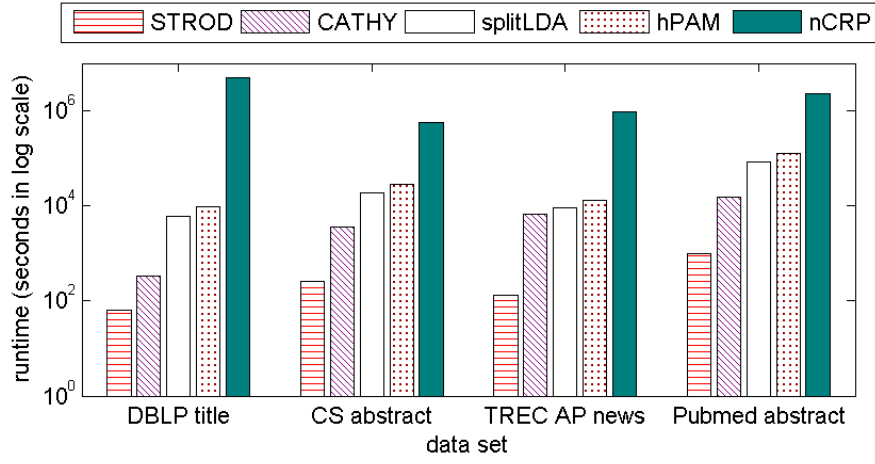 STROD CATHY splitLDA hPAM nCRP
runtime (seconds in log scale)
10^6
10^4
10^2
10^0
DBLP title CS abstract TREC AP news Pubmed abstract
data set